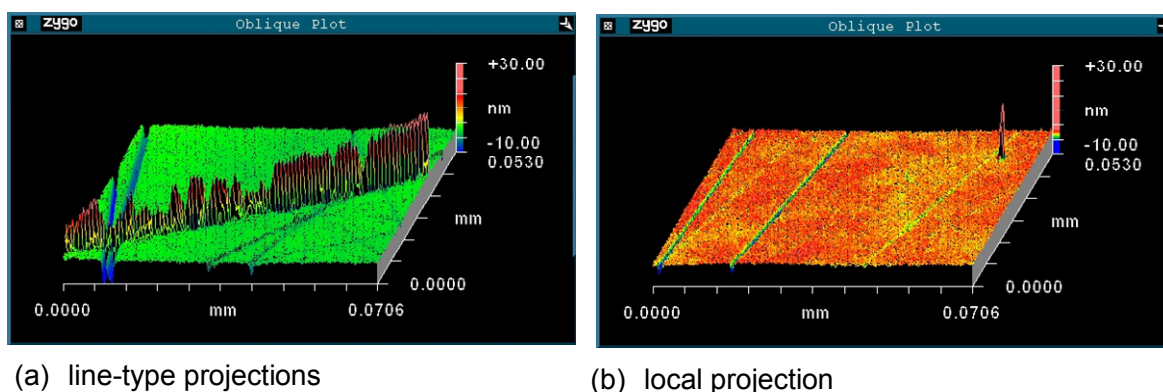 zygo Oblique Plot
+30.00
nm
-10.00
0.0530
mm
0.0000
0.0000 mm 0.0706
(a) line-type projections
zygo Oblique Plot
+30.00
nm
-10.00
0.0530
mm
0.0000
0.0000 mm 0.0706
(b) local projection